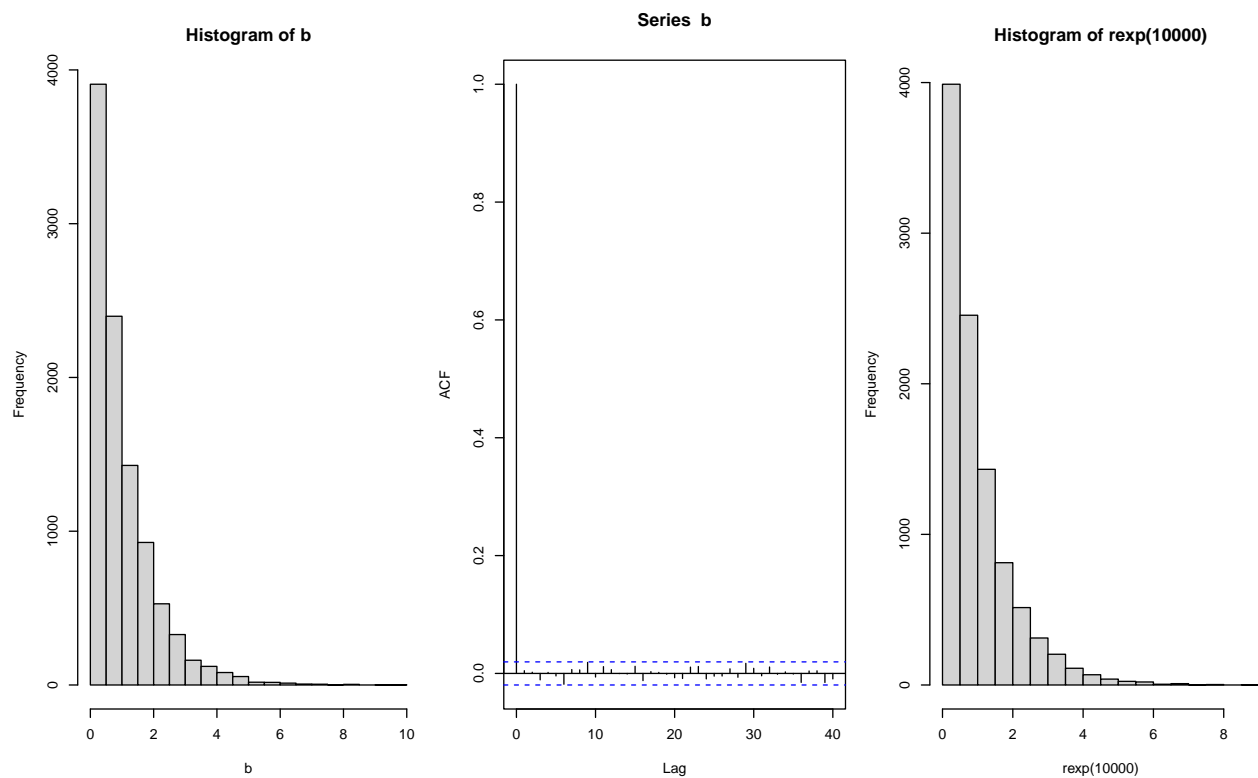 Histogram of b
Frequency
4000
3000
2000
1000
0
0 2 4 6 8 10
b
Series b
ACF
1.0
0.8
0.6
0.4
0.2
0.0
0 10 20 30 40
Lag
Histogram of rexp(10000)
Frequency
4000
3000
2000
1000
0
0 2 4 6 8
rexp(10000)